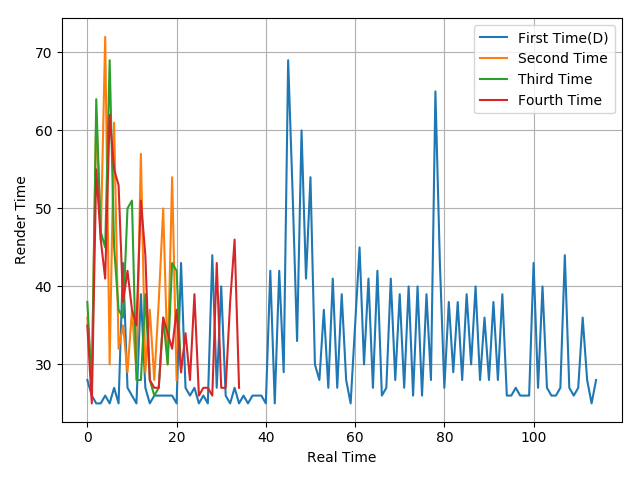 First Time(D)
Second Time
Third Time
Fourth Time
70
60
50
40
30
Render Time
0 20 40 60 80 100
Real Time